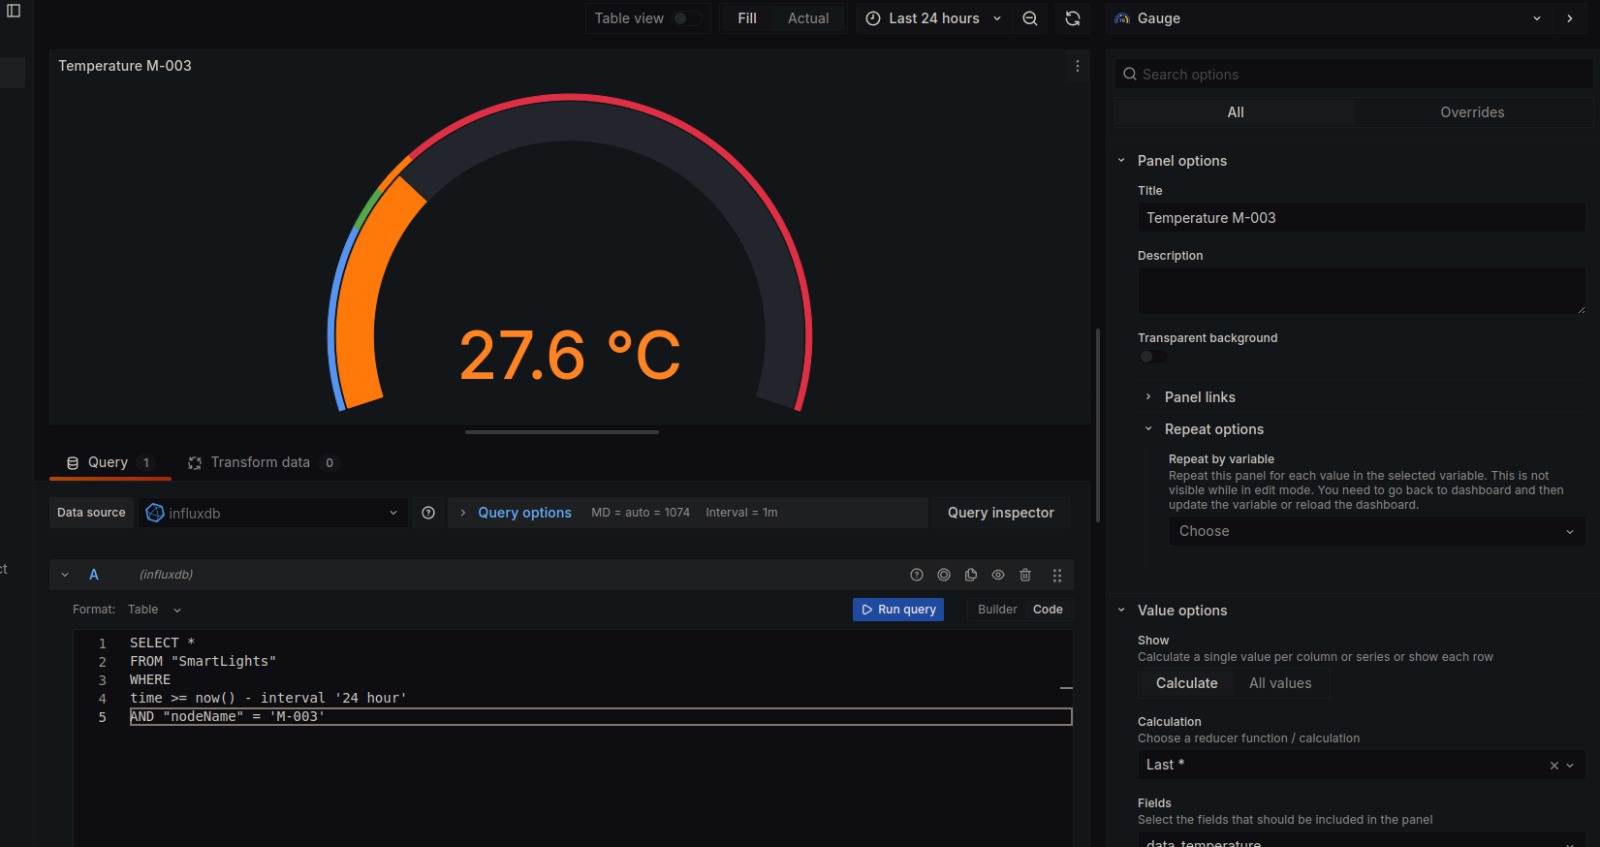 Table view
Fill
Actual
Last 24 hours
Gauge
Temperature M-003
27.6 °C
Search options
All
Overrides
Panel options
Title
Temperature M-003
Description
Transparent background
Panel links
Repeat options
Repeat by variable
Repeat this panel for each value in the selected variable. This is not
visible while in edit mode. You need to go back to dashboard and then
update the variable or reload the dashboard.
Choose
Value options
Show
Calculate a single value per column or series or show each row
Calculate
All values
Calculation
Choose a reducer function / calculation
Last *
Fields
Select the fields that should be included in the panel
data_temperature
Query 1
Transform data 0
Data source
influxdb
Query options
MD = auto = 1074
Interval = 1m
Query inspector
ct
A
(influxdb)
Format: Table
Run query
Builder
Code
1 SELECT *
2 FROM "SmartLights"
3 WHERE
4 time >= now() - interval '24 hour'
5 AND "nodeName" = 'M-003'